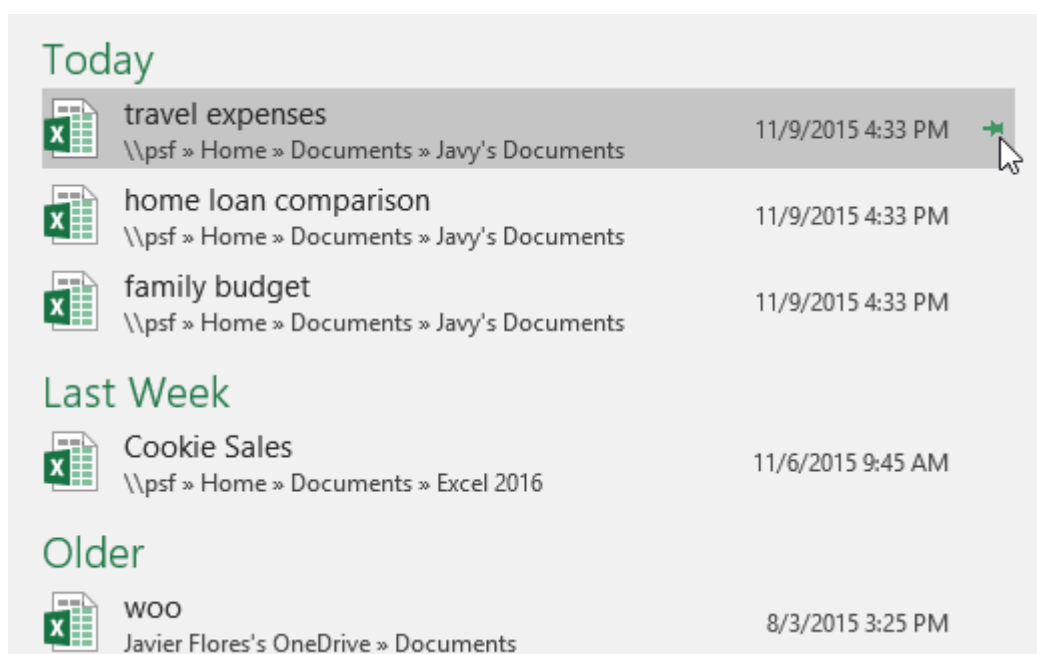 Today
travel expenses
\\psf » Home » Documents » Javy's Documents
11/9/2015 4:33 PM
home loan comparison
\\psf » Home » Documents » Javy's Documents
11/9/2015 4:33 PM
family budget
\\psf » Home » Documents » Javy's Documents
11/9/2015 4:33 PM
Last Week
Cookie Sales
\\psf » Home » Documents » Excel 2016
11/6/2015 9:45 AM
Older
woo
Javier Flores's OneDrive » Documents
8/3/2015 3:25 PM